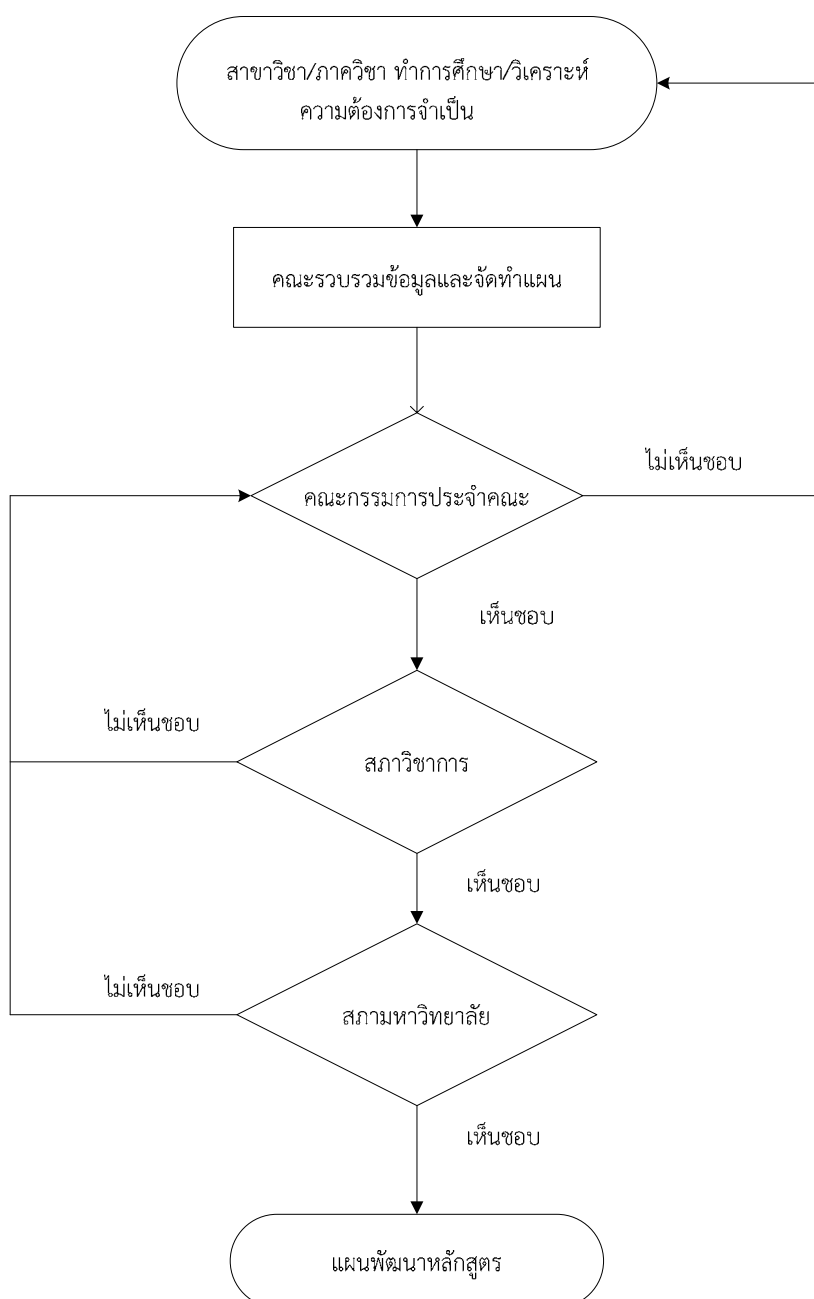 สาขาวิชา/ภาควิชา ทำการศึกษา/วิเคราะห์
ความต้องการจำเป็น
คณะรวบรวมข้อมูลและจัดทำแผน
ไม่เห็นชอบ
คณะกรรมการประจำคณะ
เห็นชอบ
ไม่เห็นชอบ
สภาวิชาการ
เห็นชอบ
ไม่เห็นชอบ
สภามหาวิทยาลัย
เห็นชอบ
แผนพัฒนาหลักสูตร